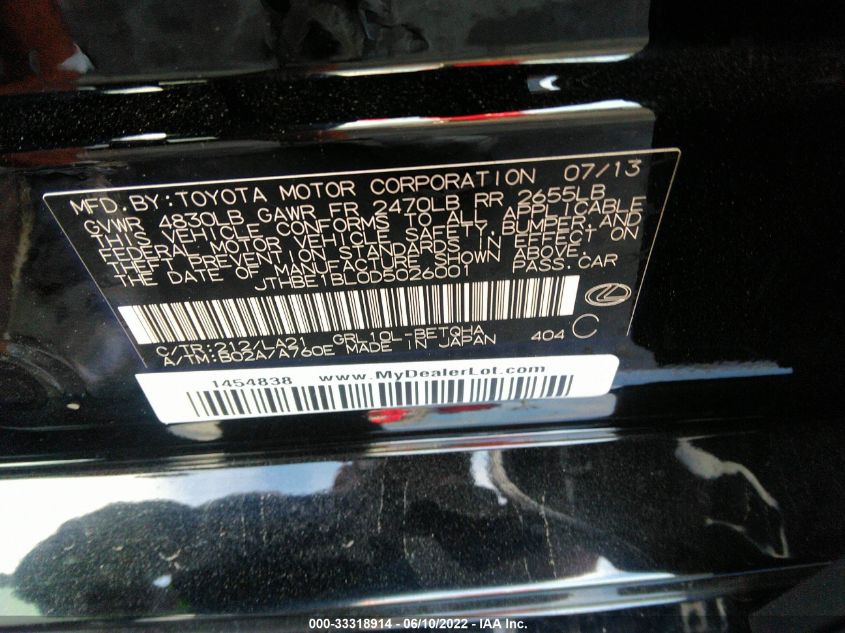 MFD. BY: TOYOTA MOTOR CORPORATION 07/13
GVWR 4830LB GAWR FR 2470LB RR 2655LB
THIS VEHICLE CONFORMS TO ALL APPLICABLE
FEDERAL MOTOR VEHICLE SAFETY, BUMPER, AND
THEFT PREVENTION STANDARDS IN EFFECT ON
THE DATE OF MANUFACTURE SHOWN ABOVE.
JTHBE1BL0D5026001 PASS. CAR
C/TR: 212/LA21 GRL10L-BETQHA
A/TM: B02A/A760E MADE IN JAPAN 404 C
1454838 www.MyDealerLot.com
000-33318914 - 06/10/2022 - IAA Inc.